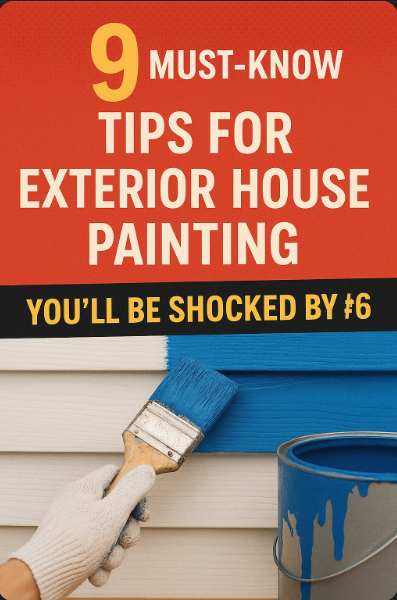 9 MUST-KNOW
TIPS FOR
EXTERIOR HOUSE
PAINTING
YOU'LL BE SHOCKED BY #6